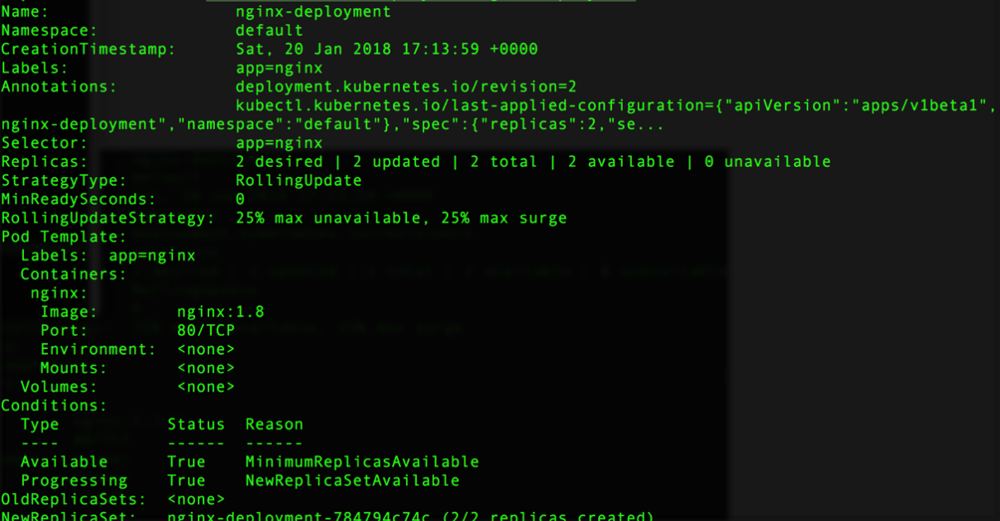 Name: nginx-deployment
Namespace: default
CreationTimestamp: Sat, 20 Jan 2018 17:13:59 +0000
Labels: app=nginx
Annotations: deployment.kubernetes.io/revision=2
kubectl.kubernetes.io/last-applied-configuration={"apiVersion":"apps/v1beta1",
nginx-deployment","namespace":"default"},"spec":{"replicas":2,"se...
Selector: app=nginx
Replicas: 2 desired | 2 updated | 2 total | 2 available | 0 unavailable
StrategyType: RollingUpdate
MinReadySeconds: 0
RollingUpdateStrategy: 25% max unavailable, 25% max surge
Pod Template:
Labels: app=nginx
Containers:
nginx:
Image: nginx:1.8
Port: 80/TCP
Environment: <none>
Mounts: <none>
Volumes: <none>
Conditions:
Type Status Reason
---- ------ ------
Available True MinimumReplicasAvailable
Progressing True NewReplicaSetAvailable
OldReplicaSets: <none>
NewReplicaSet: nginx-deployment-784794c74c (2/2 replicas created)